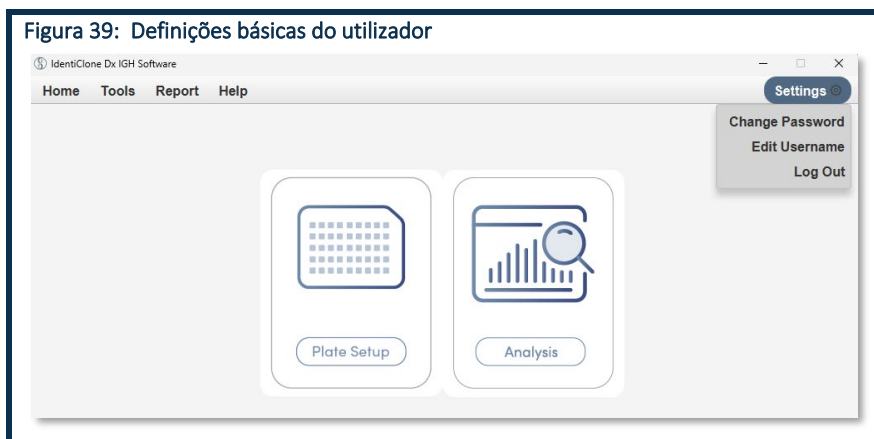 Figura 39:  Definições básicas do utilizador
IdentiClone Dx IGH Software
Home Tools Report Help Settings
Change Password
Edit Username
Log Out
Plate Setup
Analysis